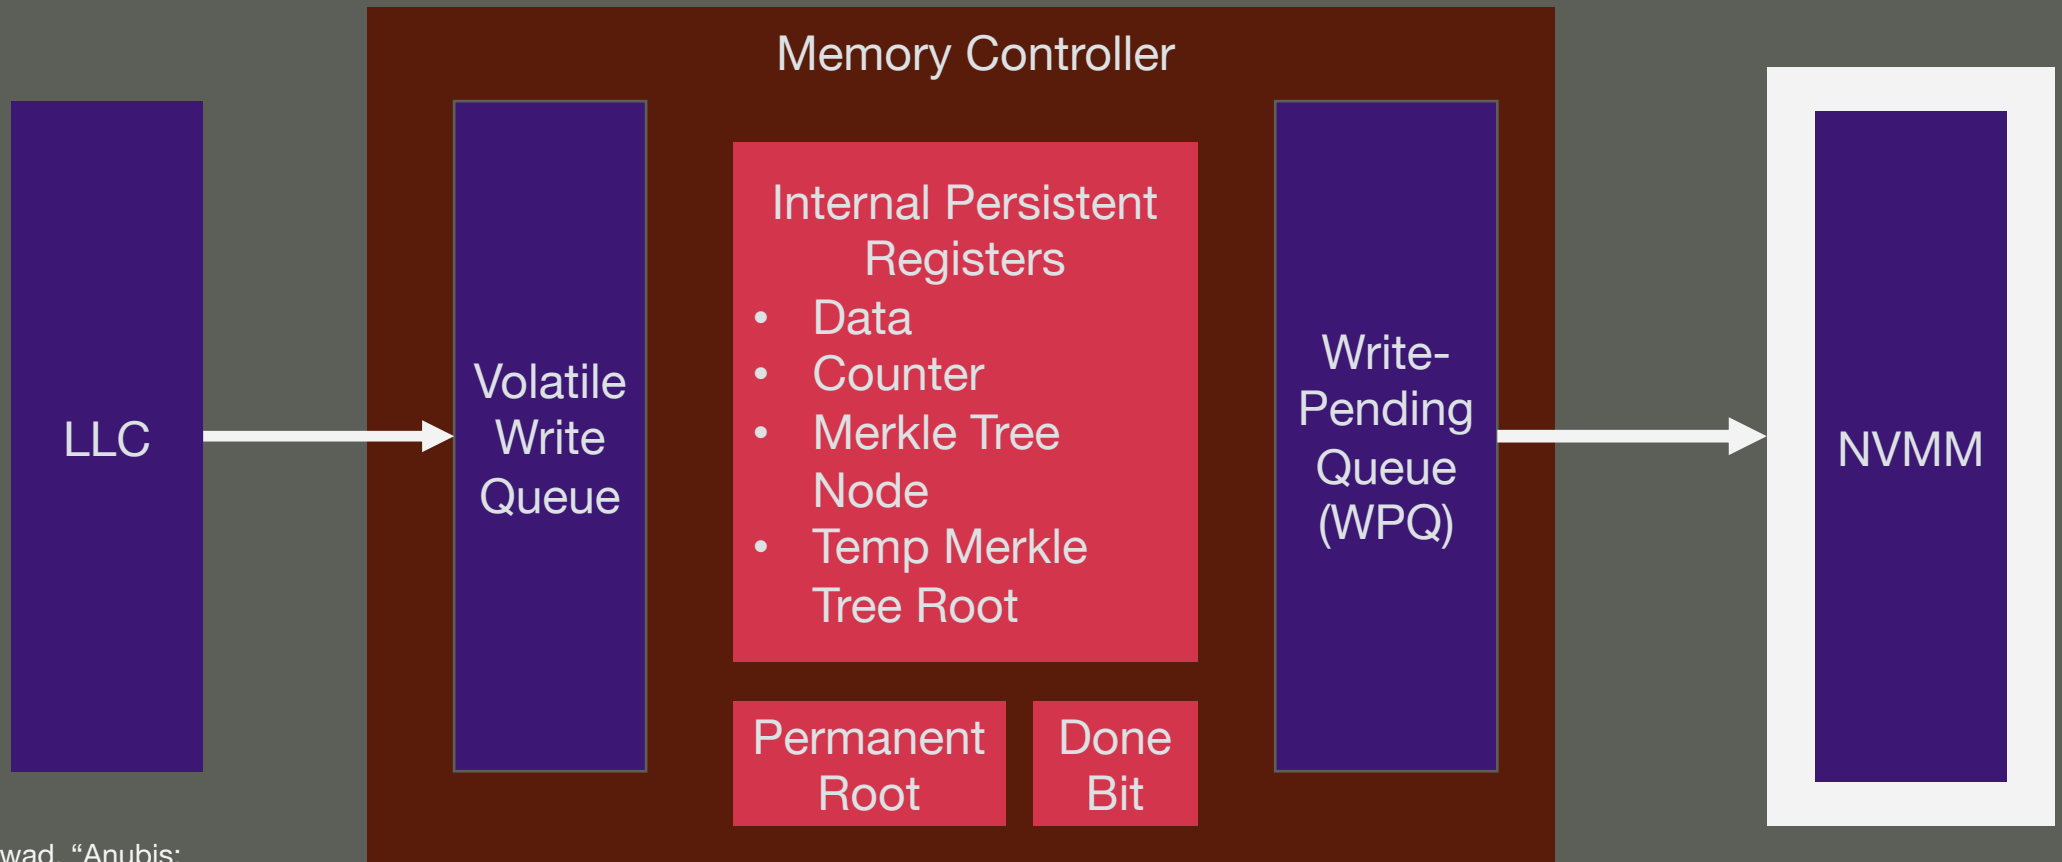 Memory Controller
LLC
Volatile
Write
Queue
Internal Persistent
Registers
• Data
• Counter
• Merkle Tree
Node
• Temp Merkle
Tree Root
Permanent
Root
Done
Bit
Write-
Pending
Queue
(WPQ)
NVMM
"Anubis: